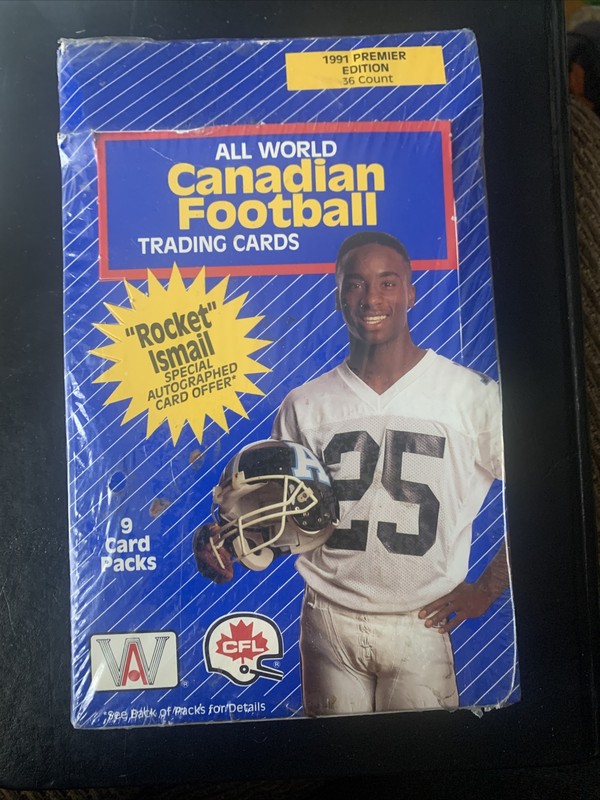 1991 PREMIER
EDITION
36 Count
ALL WORLD
Canadian
Football
TRADING CARDS
"Rocket"
Ismail
SPECIAL
AUTOGRAPHED
CARD OFFER*
H
25
9
Card
Packs
WA
®
CFL
®
*See Back of Packs for Details